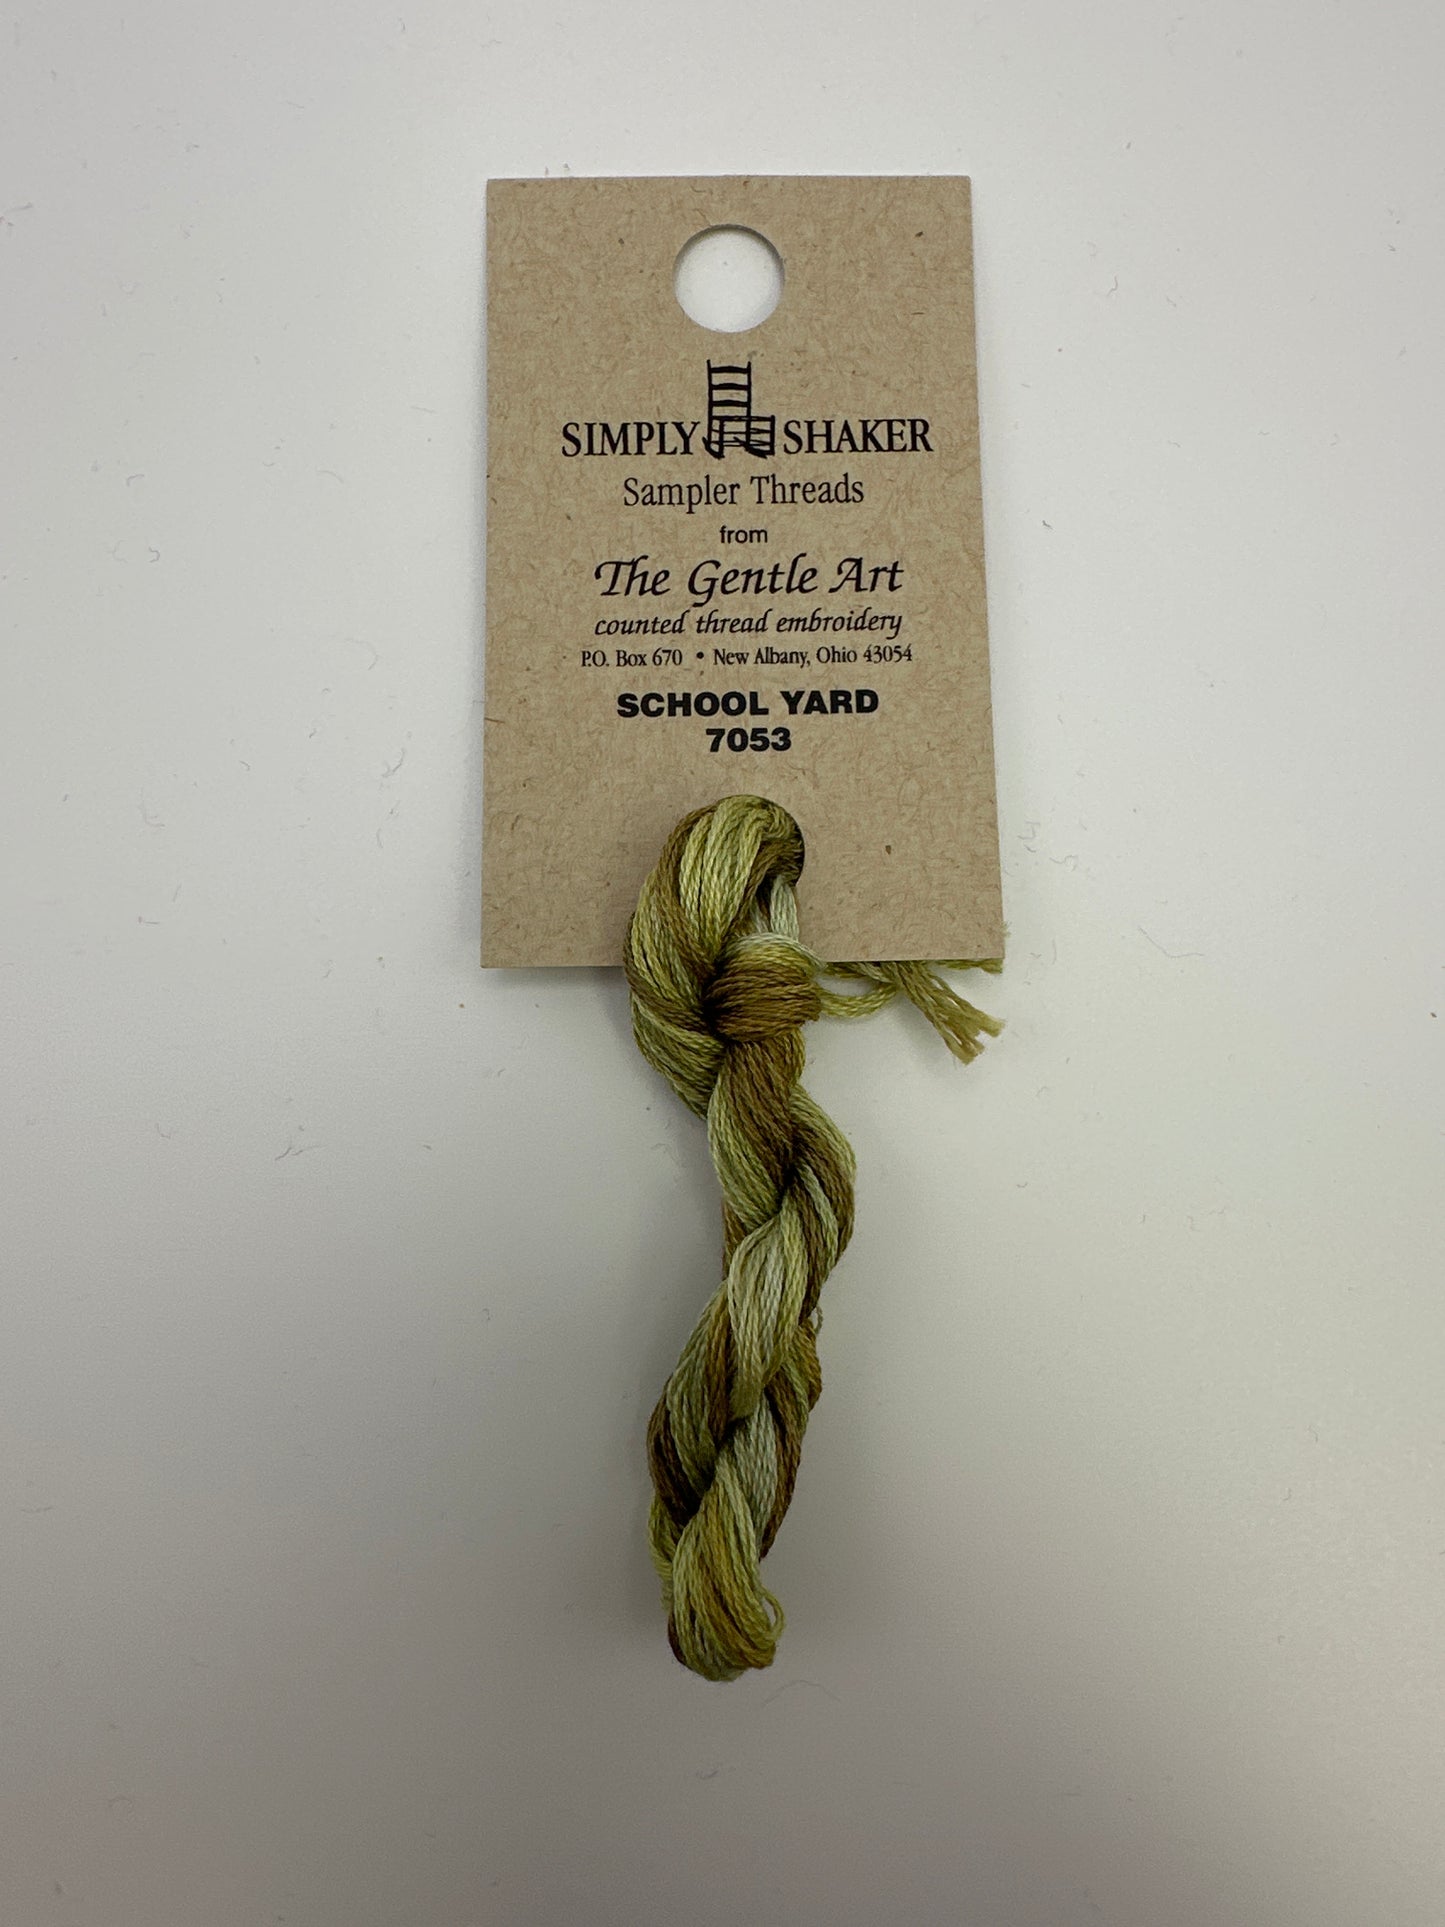 SIMPLY SHAKER
Sampler Threads
from
The Gentle Art
counted thread embroidery
P.O. Box 670 • New Albany, Ohio 43054
SCHOOL YARD
7053